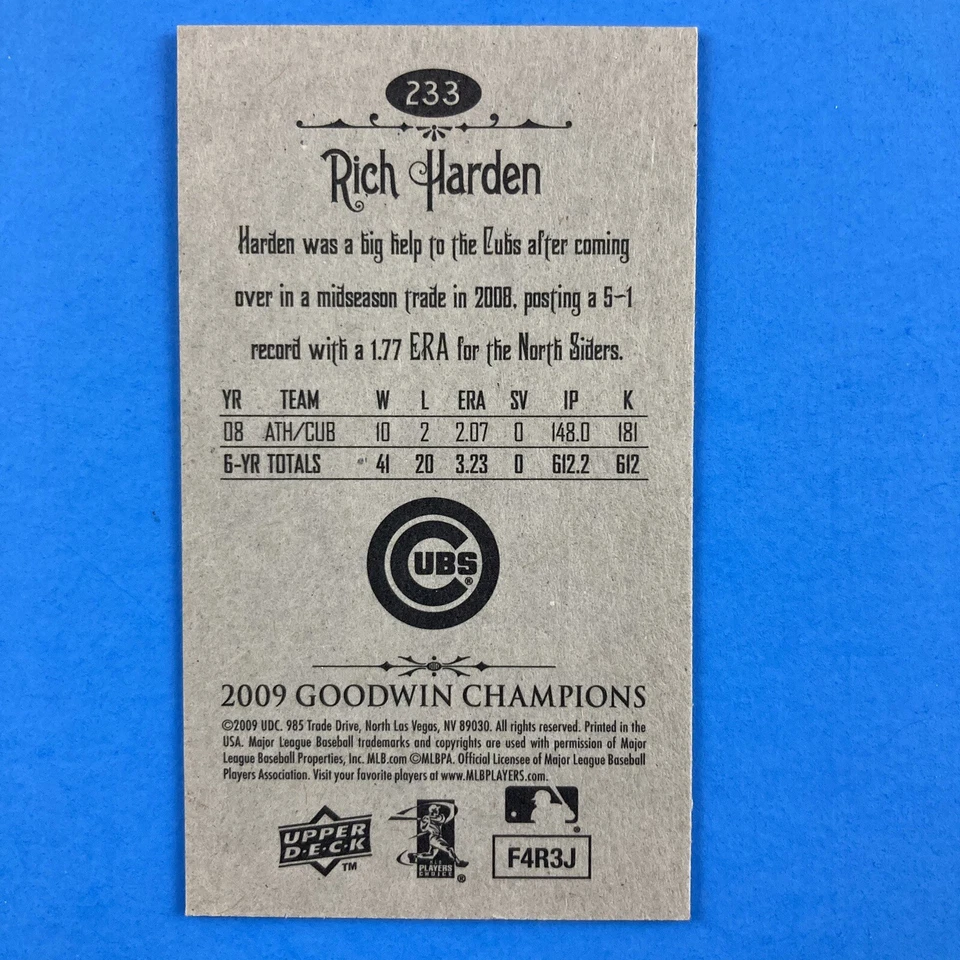 233
Rich Harden
Harden was a big help to the Cubs after coming
over in a midseason trade in 2008, posting a 5-1
record with a 1.77 ERA for the North Siders.
YR TEAM W L ERA SV IP K
08 ATH/CUB 10 2 2.07 0 148.0 181
6-YR TOTALS 41 20 3.23 0 612.2 612
CUBS®
2009 GOODWIN CHAMPIONS
©2009 UDC. 985 Trade Drive, North Las Vegas, NV 89030. All rights reserved. Printed in the
USA. Major League Baseball trademarks and copyrights are used with permission of Major
League Baseball Properties, Inc. MLB.com ©MLBPA. Official Licensee of Major League Baseball
Players Association. Visit your favorite players at www.MLBPLAYERS.com.
UPPER
D·E·C·K
TM
PLAYERS
CHOICE
®
®
F4R3J